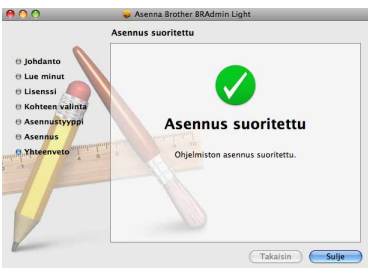 Asenna Brother BRAdmin Light
Asennus suoritettu
Johdanto
Lue minut
Lisenssi
Kohteen valinta
Asennustyyppi
Asennus
Yhteenveto
Asennus suoritettu
Ohjelmiston asennus suoritettu.
Takaisin
Sulje